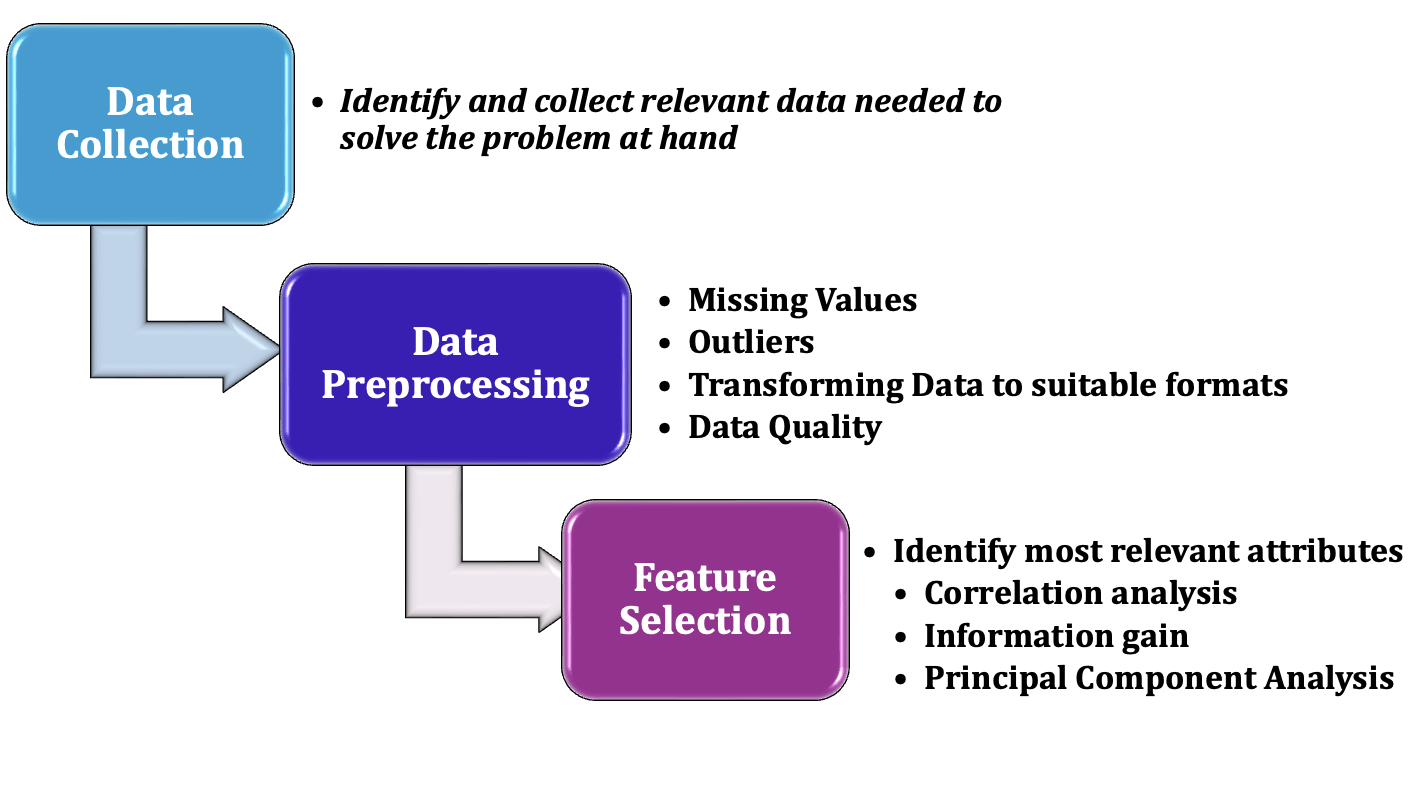 Data
Collection
• Identify and collect relevant data needed to
solve the problem at hand
Data
Preprocessing
• Missing Values
• Outliers
• Transforming Data to suitable formats
• Data Quality
Feature
Selection
• Identify most relevant attributes
• Correlation analysis
• Information gain
• Principal Component Analysis